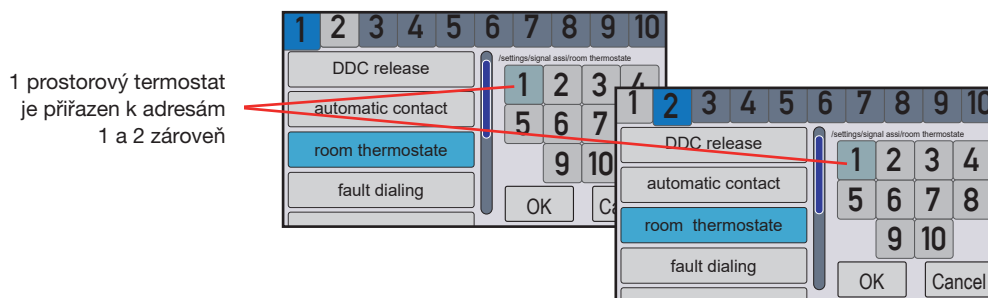 1 prostorový termostat
je přiřazen k adresám
1 a 2 zároveň
1 2 3 4 5 6 7 8 9 10
/settings/signal assi/room thermostate
DDC release
automatic contact
room thermostate
fault dialing
1 2 3 4
5 6 7
9 10
OK Ca
1 2 3 4 5 6 7 8 9 10
/settings/signal assi/room thermostate
DDC release
automatic contact
room thermostate
fault dialing
1 2 3 4
5 6 7 8
9 10
OK Cancel